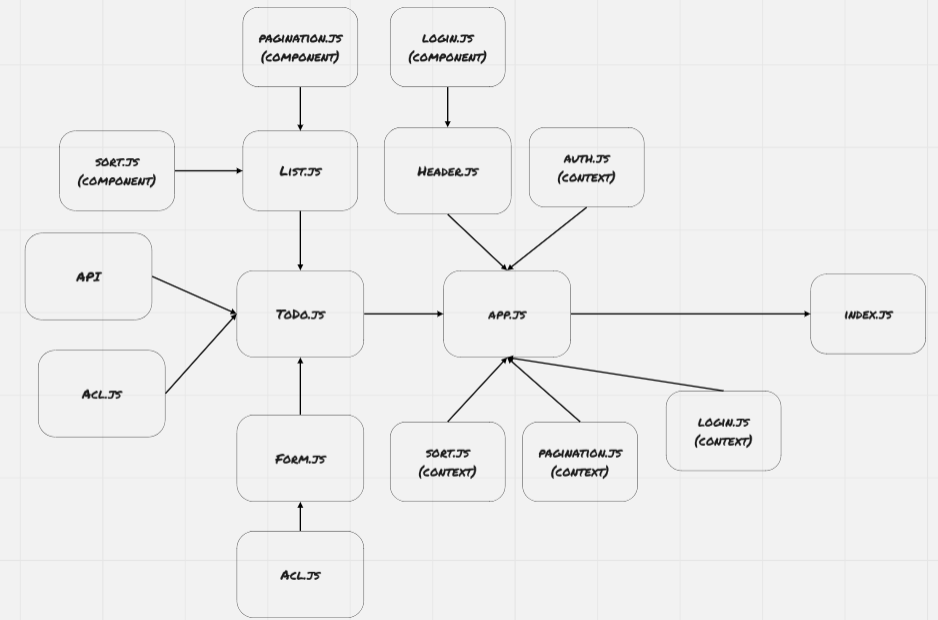 PAGINATION.JS
(COMPONENT)
LOGIN.JS
(COMPONENT)
SORT.JS
(COMPONENT)
LIST.JS
HEADER.JS
AUTH.JS
(CONTEXT)
API
TODO.JS
APP.JS
INDEX.JS
ACL.JS
FORM.JS
SORT.JS
(CONTEXT)
PAGINATION.JS
(CONTEXT)
LOGIN.JS
(CONTEXT)
ACL.JS